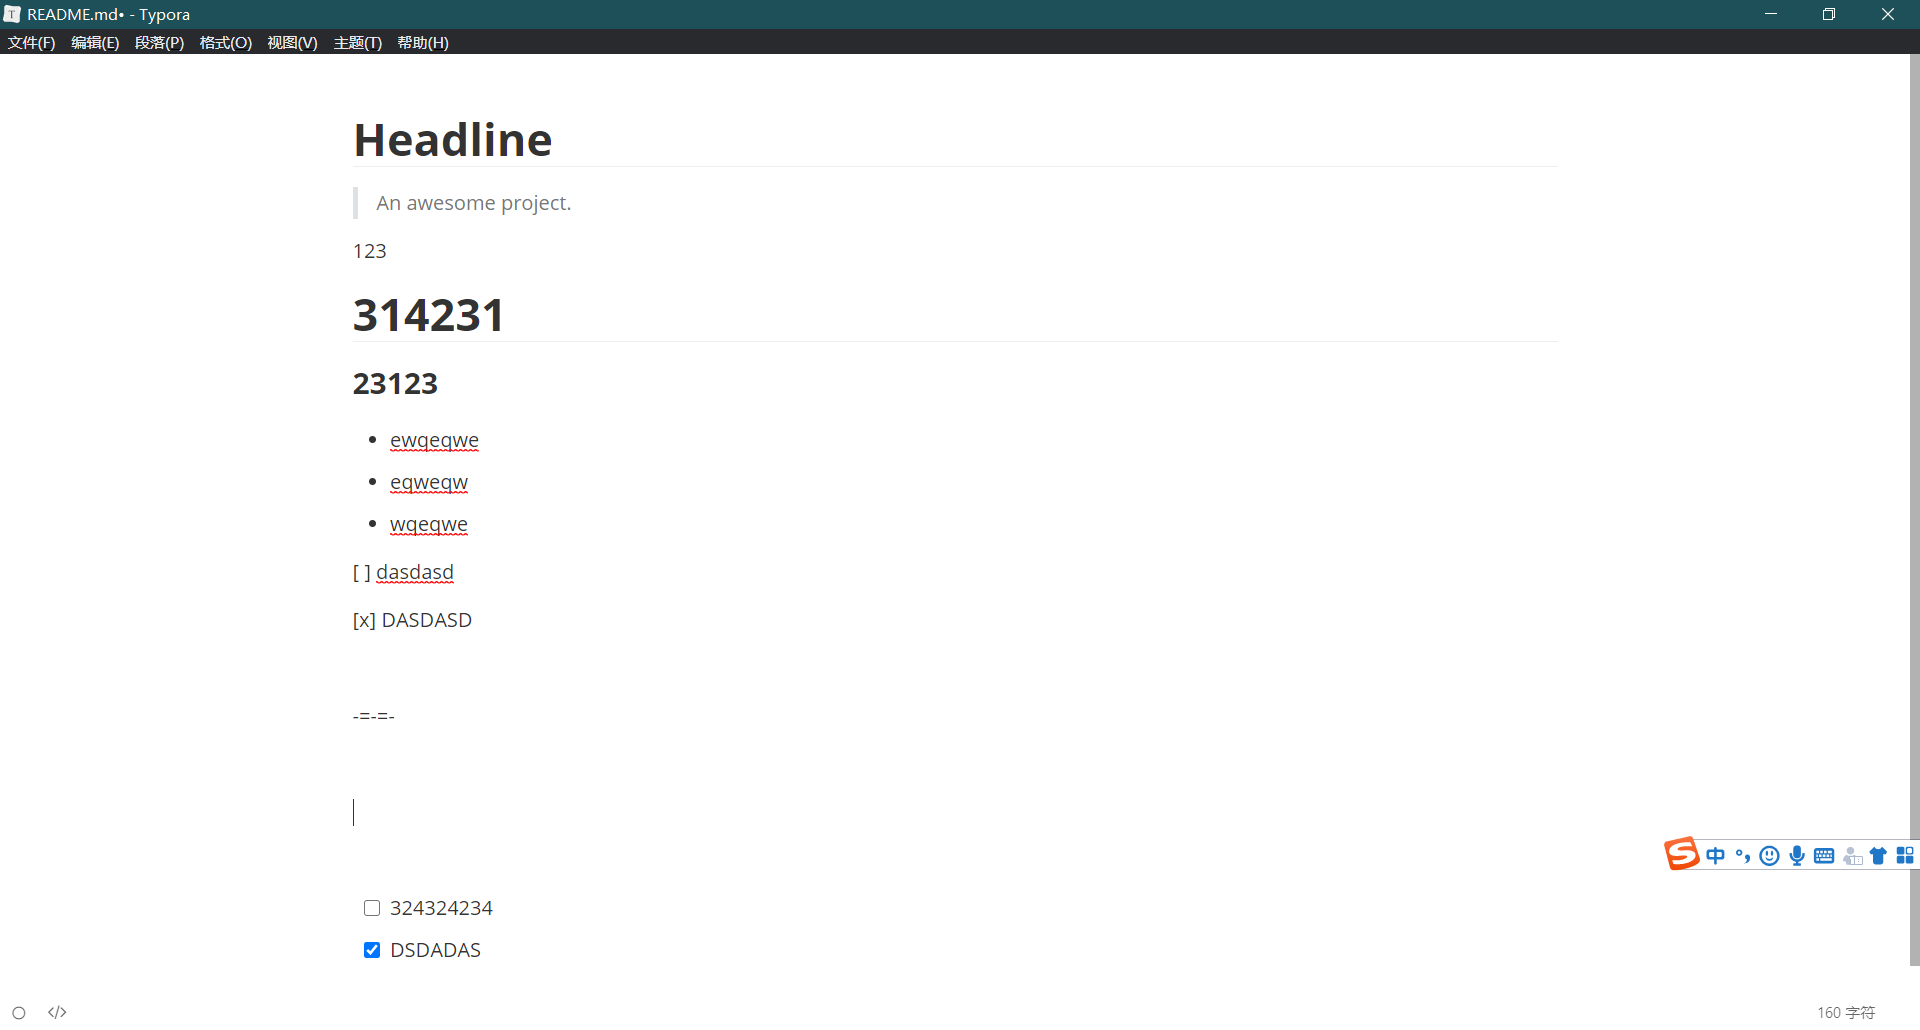 README.md• - Typora
文件(F) 编辑(E) 段落(P) 格式(O) 视图(V) 主题(T) 帮助(H)
Headline
An awesome project.
123
314231
23123
ewqeqwe
eqweqw
wqeqwe
[ ] dasdasd
[x] DASDASD
-=-=-
中
324324234
DSDADAS
</> 160 字符